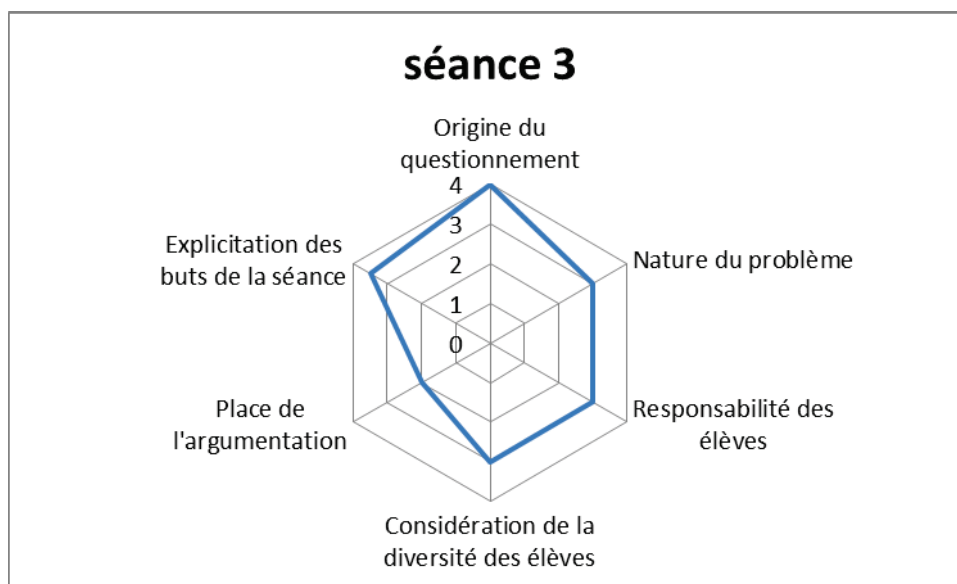 séance 3
Origine du
questionnement
4
3
2
1
0
Explicitation des
buts de la séance
Nature du problème
Place de
l'argumentation
Responsabilité des
élèves
Considération de la
diversité des élèves